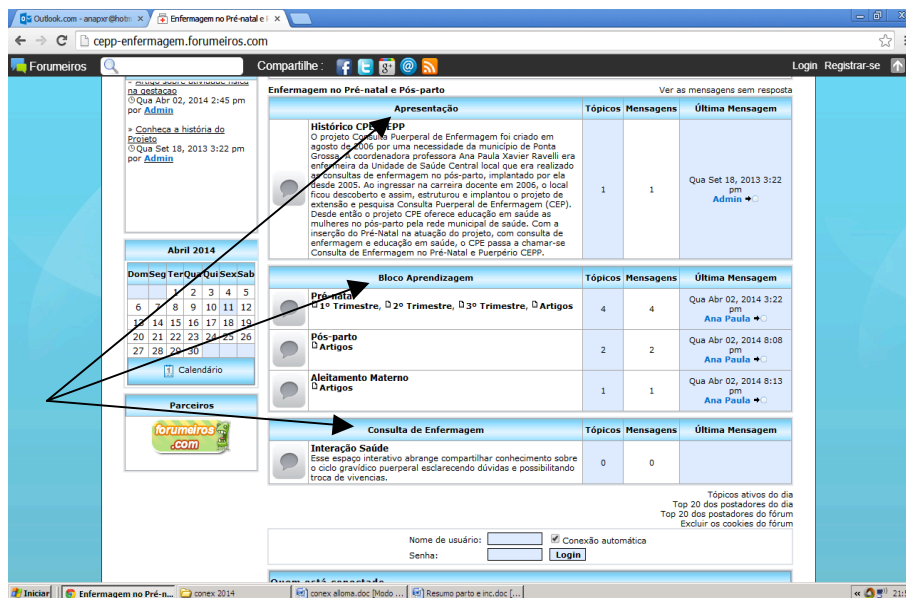 Outlook.com - anapxr@hotm
Enfermagem no Pré-natal e
cepp-enfermagem.forumeiros.com
Forumeiros
Compartilhe :
Login Registrar-se
» Artigo sobre atividade física
na gestacao
Qua Abr 02, 2014 2:45 pm
por Admin
» Conheca a história do
Projeto
Qua Set 18, 2013 3:22 pm
por Admin
Abril 2014
Dom Seg Ter Qua Qui Sex Sab
1 2 3 4 5
6 7 8 9 10 11 12
13 14 15 16 17 18 19
20 21 22 23 24 25 26
27 28 29 30
Calendário
Parceiros
forumeiros
.com
Enfermagem no Pré-natal e Pós-parto
Ver as mensagens sem resposta
Apresentação Tópicos Mensagens Última Mensagem
Histórico CPE CEPP
O projeto Consulta Puerperal de Enfermagem foi criado em
agosto de 2006 por uma necessidade da município de Ponta
Grossa. A coordenadora professora Ana Paula Xavier Ravelli era
enfermeira da Unidade de Saúde Central local que era realizado
as consultas de enfermagem no pós-parto, implantado por ela
desde 2005. Ao ingressar na carreira docente em 2006, o local
ficou descoberto e assim, estruturou e implantou o projeto de
extensão e pesquisa Consulta Puerperal de Enfermagem (CEP).
Desde então o projeto CPE oferece educação em saúde as
mulheres no pós-parto pela rede municipal de saúde. Com a
inserção do Pré-Natal na atuação do projeto, com consulta de
enfermagem e educação em saúde, o CPE passa a chamar-se
Consulta de Enfermagem no Pré-Natal e Puerpério CEPP.
1 1
Qua Set 18, 2013 3:22
pm
Admin
Bloco Aprendizagem Tópicos Mensagens Última Mensagem
Pré-natal
1º Trimestre, 2º Trimestre, 3º Trimestre, Artigos
4 4
Qua Abr 02, 2014 3:22
pm
Ana Paula
Pós-parto
Artigos
2 2
Qua Abr 02, 2014 8:08
pm
Ana Paula
Aleitamento Materno
Artigos
1 1
Qua Abr 02, 2014 8:13
pm
Ana Paula
Consulta de Enfermagem Tópicos Mensagens Última Mensagem
Interação Saúde
Esse espaço interativo abrange compartilhar conhecimento sobre
o ciclo gravídico puerperal esclarecendo dúvidas e possibilitando
troca de vivencias.
0 0
Tópicos ativos do dia
Top 20 dos postadores do dia
Top 20 dos postadores do fórum
Excluir os cookies do fórum
Nome de usuário: Conexão automática
Senha: Login
Quem está conectado
Iniciar
Enfermagem no Pré-n...
conex 2014
conex alloma.doc [Modo ...
Resumo parto e inc.doc [...